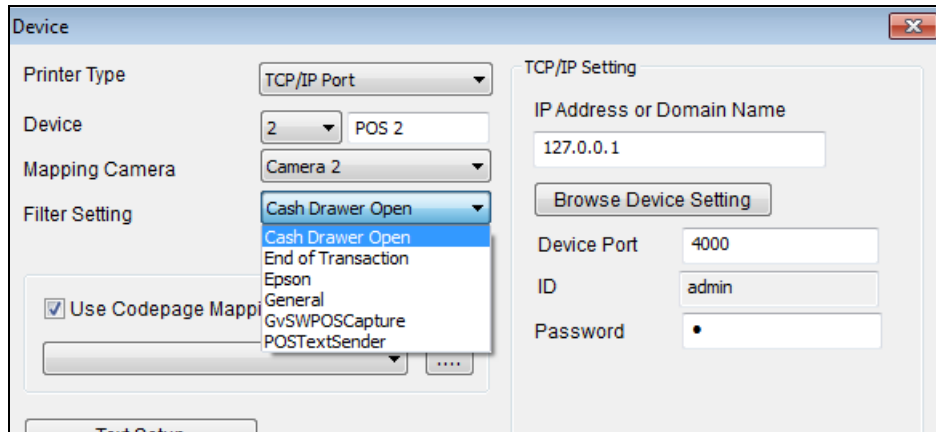 Device
Printer Type
TCP/IP Port
Device
2
POS 2
Mapping Camera
Camera 2
Filter Setting
Cash Drawer Open
Cash Drawer Open
End of Transaction
Epson
General
GvSWPOSCapture
POSTextSender
Use Codepage Mappi
....
TCP/IP Setting
IP Address or Domain Name
127.0.0.1
Browse Device Setting
Device Port
4000
ID
admin
Password
Text Setup